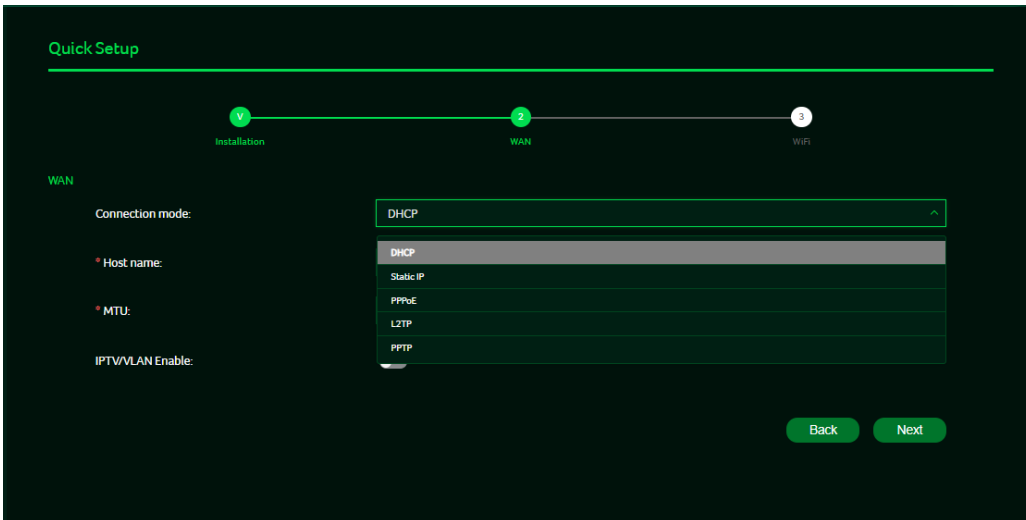 Quick Setup
V 2 3
Installation WAN WiFi
WAN
Connection mode: DHCP
DHCP
* Host name:
Static IP
PPPoE
* MTU:
L2TP
PPTP
IPTV/VLAN Enable:
Back Next